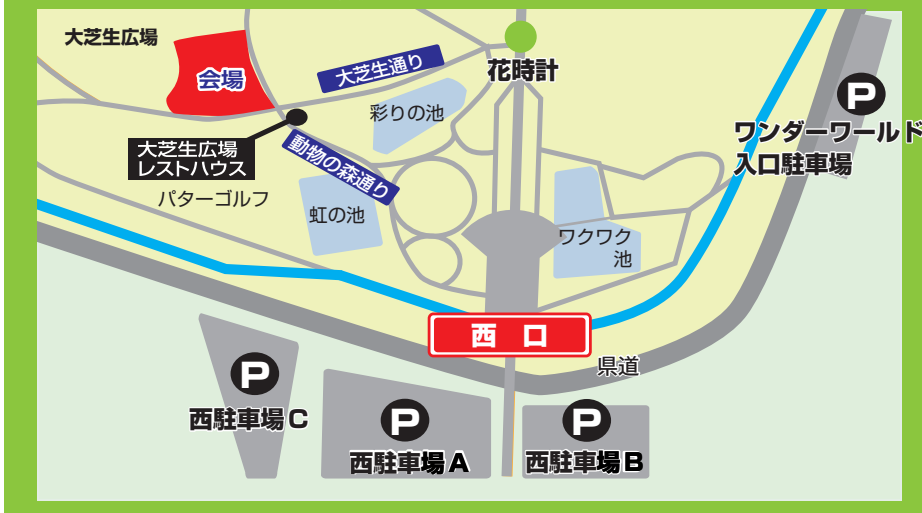 大芝生広場
会場
大芝生通り
花時計
彩りの池
P
ワンダーワールド
入口駐車場
大芝生広場
レストハウス
動物の森通り
パターゴルフ
虹の池
ワクワク
池
西 口
県道
P
西駐車場C
P
西駐車場A
P
西駐車場B